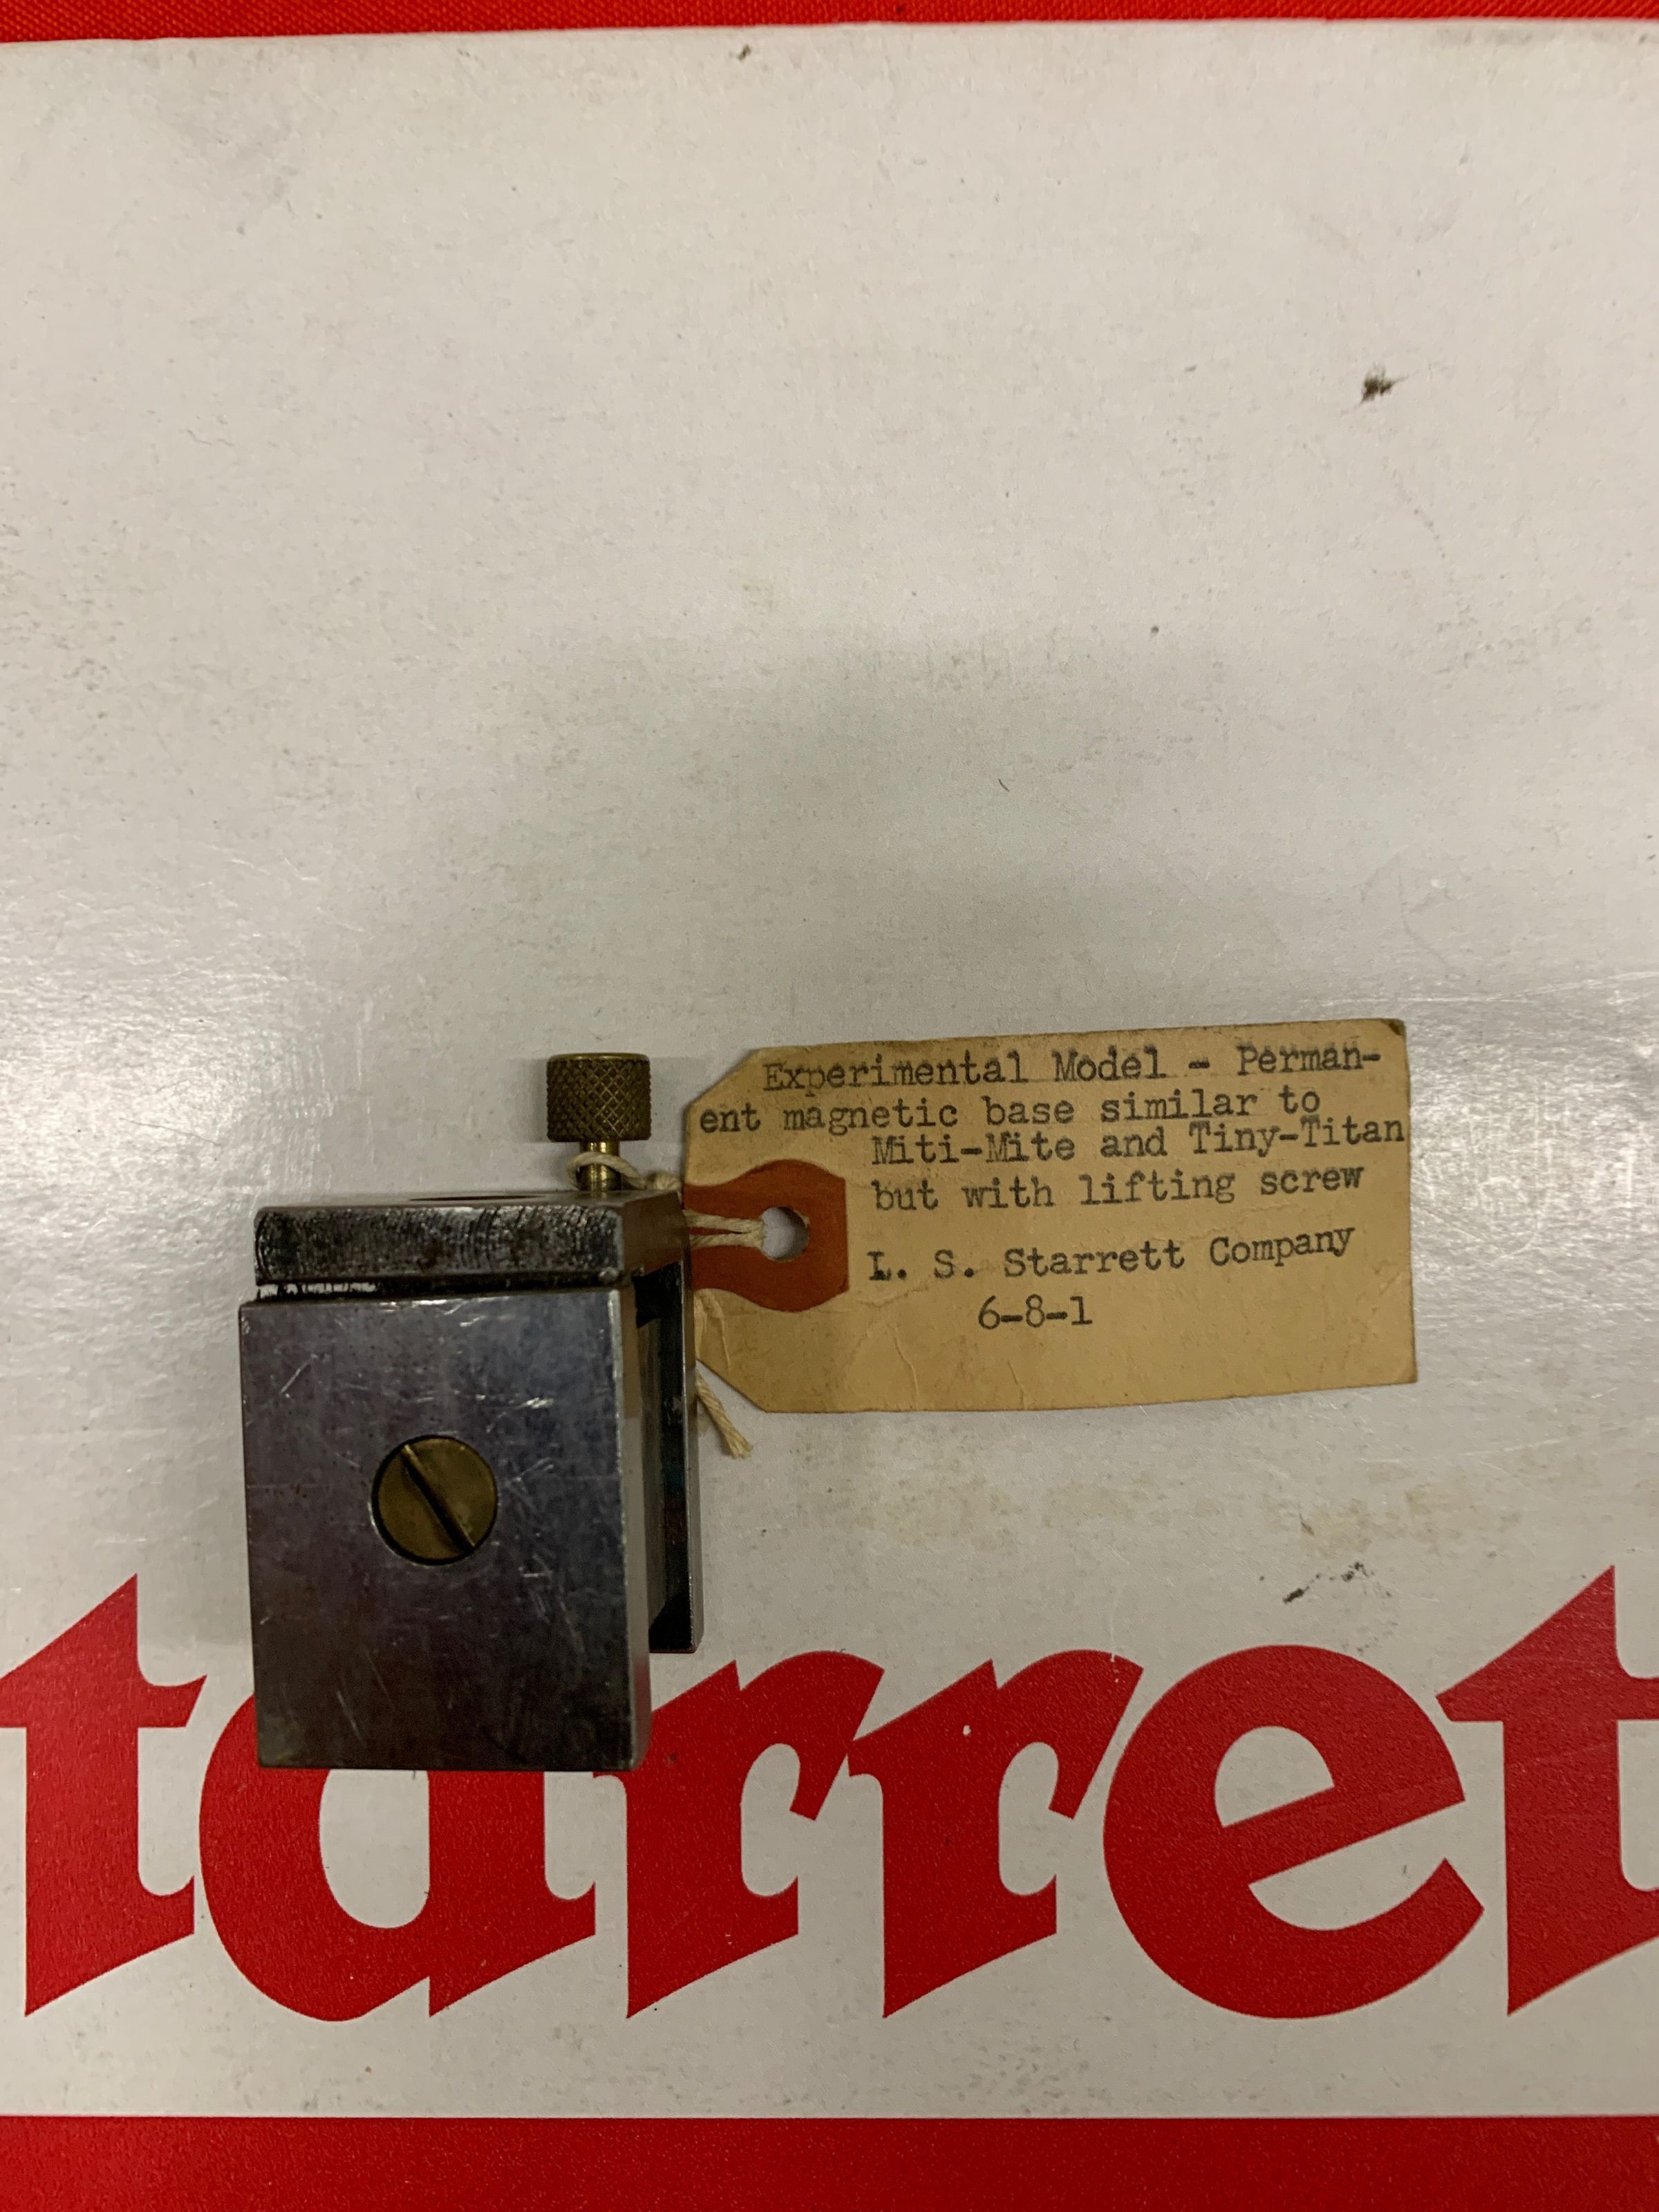 Experimental Model - Perman-
ent magnetic base similar to
Miti-Mite and Tiny-Titan
but with lifting screw
L. S. Starrett Company
6-8-1
tarret